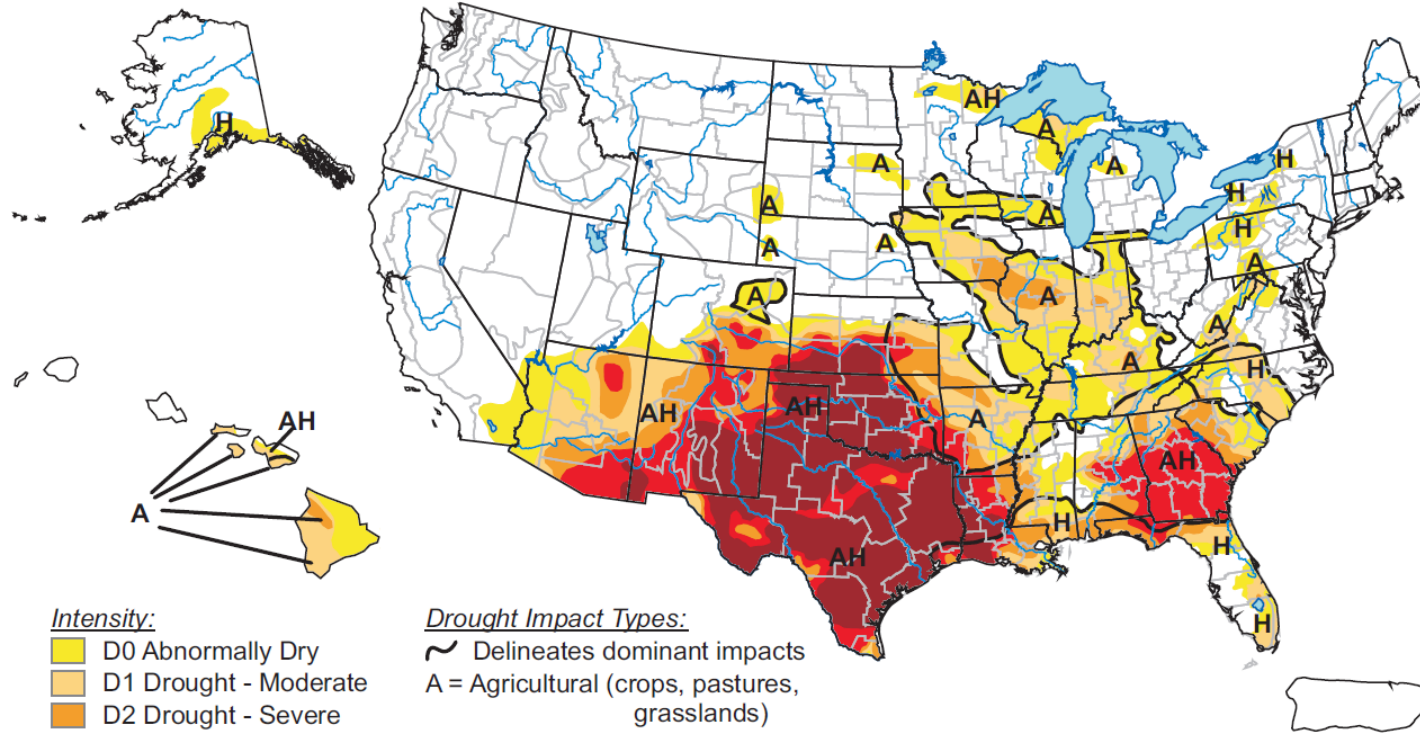 H
AH
A
A
H
A
A
H
H
A
A
A
H
A
A
A
A
A
H
AH
AH
A
AH
AH
A
H
H
AH
H
Intensity:
D0 Abnormally Dry
D1 Drought - Moderate
D2 Drought - Severe
Drought Impact Types:
Delineates dominant impacts
A = Agricultural (crops, pastures,
grasslands)